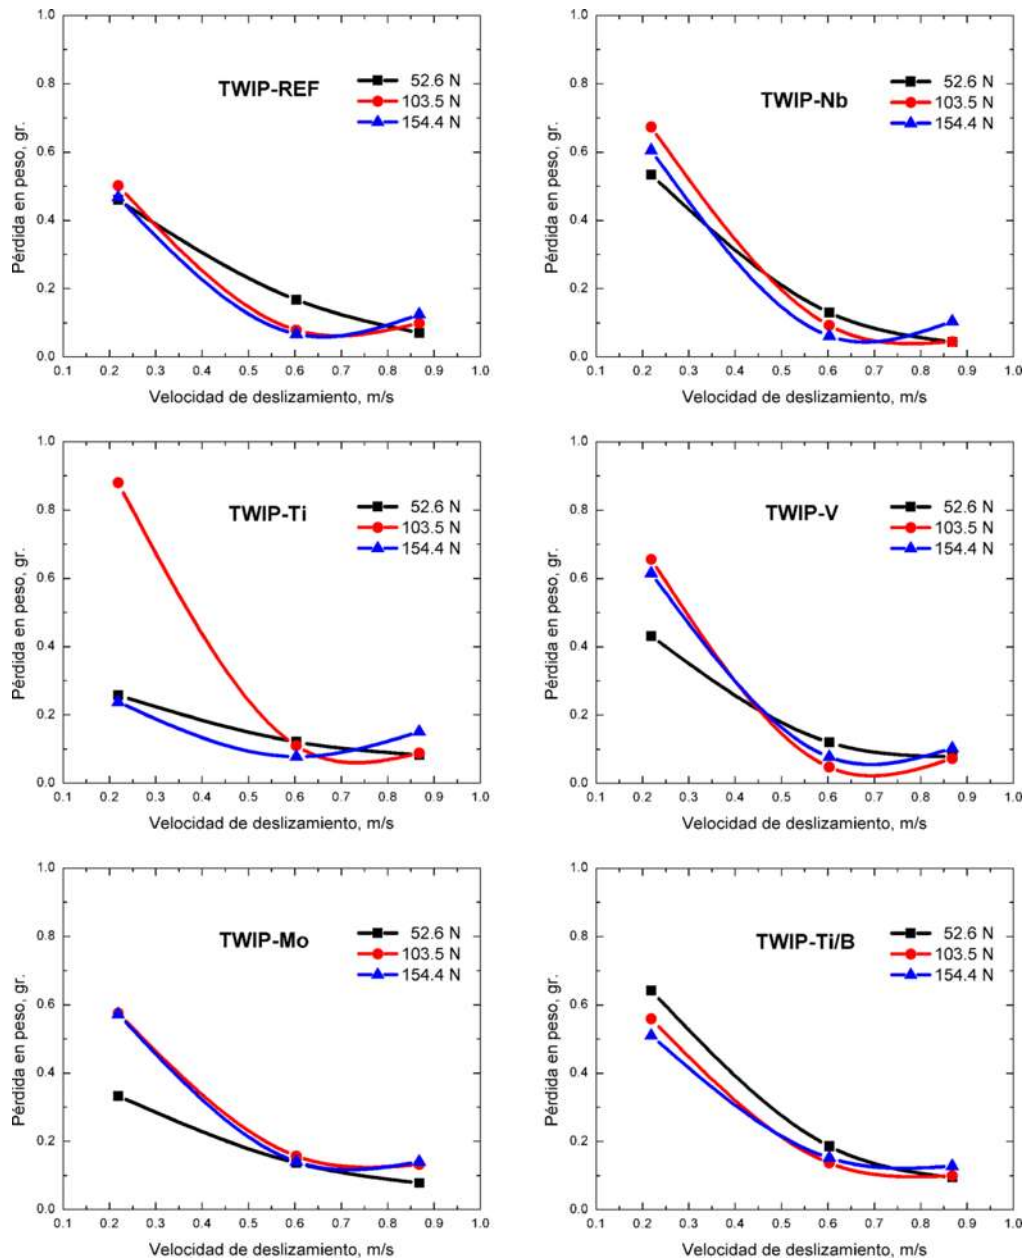 1.0
0.8
0.6
0.4
0.2
0.0
Pérdida en peso, gr.
TWIP-REF
52.6 N
103.5 N
154.4 N
0.1 0.2 0.3 0.4 0.5 0.6 0.7 0.8 0.9 1.0
Velocidad de deslizamiento, m/s
1.0
0.8
0.6
0.4
0.2
0.0
Pérdida en peso, gr.
TWIP-Nb
52.6 N
103.5 N
154.4 N
0.1 0.2 0.3 0.4 0.5 0.6 0.7 0.8 0.9 1.0
Velocidad de deslizamiento, m/s
1.0
0.8
0.6
0.4
0.2
0.0
Pérdida en peso, gr.
TWIP-Ti
52.6 N
103.5 N
154.4 N
0.1 0.2 0.3 0.4 0.5 0.6 0.7 0.8 0.9 1.0
Velocidad de deslizamiento, m/s
1.0
0.8
0.6
0.4
0.2
0.0
Pérdida en peso, gr.
TWIP-V
52.6 N
103.5 N
154.4 N
0.1 0.2 0.3 0.4 0.5 0.6 0.7 0.8 0.9 1.0
Velocidad de deslizamiento, m/s
1.0
0.8
0.6
0.4
0.2
0.0
Pérdida en peso, gr.
TWIP-Mo
52.6 N
103.5 N
154.4 N
0.1 0.2 0.3 0.4 0.5 0.6 0.7 0.8 0.9 1.0
Velocidad de deslizamiento, m/s
1.0
0.8
0.6
0.4
0.2
0.0
Pérdida en peso, gr.
TWIP-Ti/B
52.6 N
103.5 N
154.4 N
0.1 0.2 0.3 0.4 0.5 0.6 0.7 0.8 0.9 1.0
Velocidad de deslizamiento, m/s